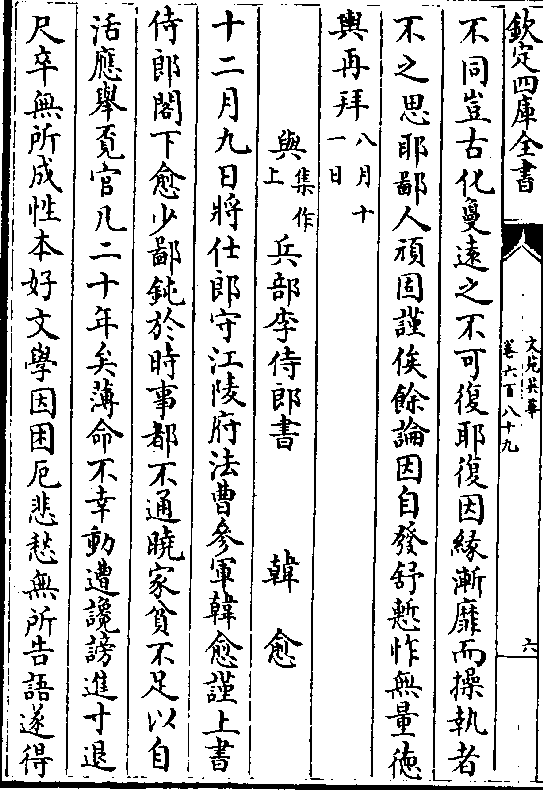 欽定四庫全書
文苑英華
卷六百八十九
六
不同豈古化敻遠之不可復耶復因緣漸靡而操執者
不之思耶鄙人頑固謹俟餘論因自發舒慙怍無量徳
輿再拜八月十一日
與集作上兵部李侍郎書 韓愈
十二月九日將仕郎守江陵府法曹參軍韓愈謹上書
侍郎閣下愈少鄙鈍於時事都不通曉家貧不足以自
活應舉覓官凡二十年矣薄命不幸動遭讒謗進寸退
尺卒無所成性本好文學因困厄悲愁無所告語遂得